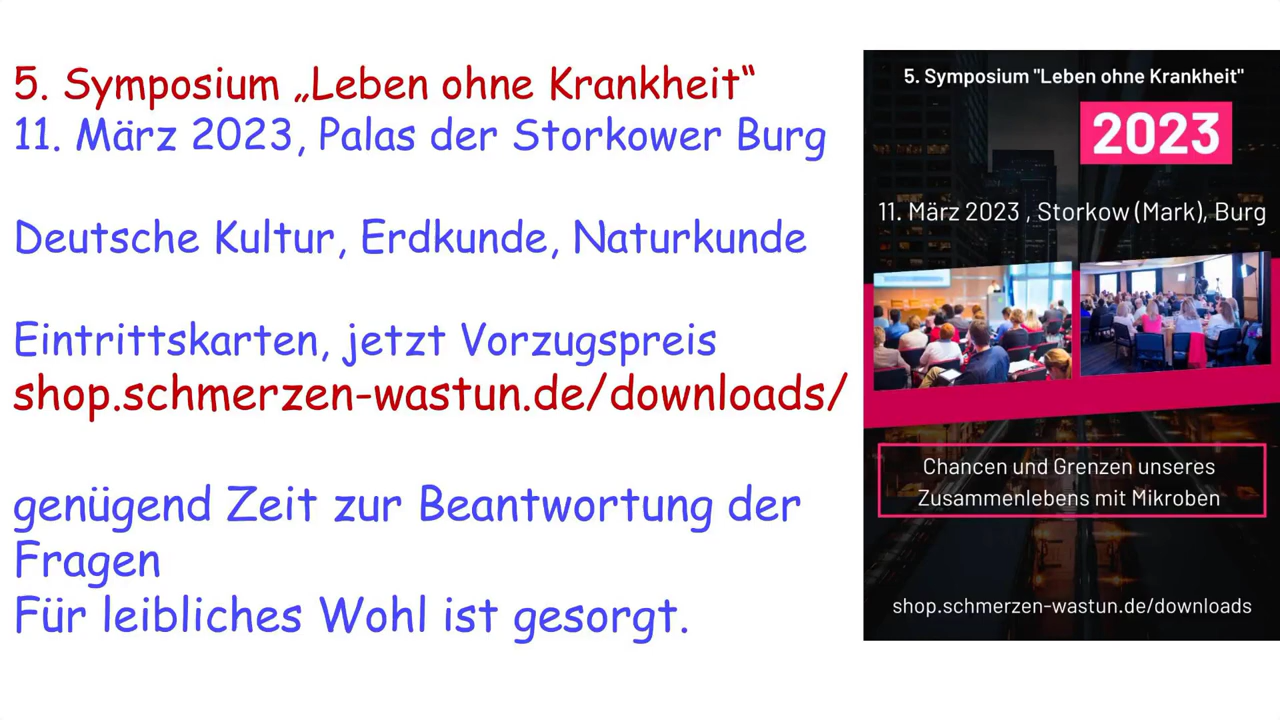 5. Symposium „Leben ohne Krankheit“
11. März 2023, Palas der Storkower Burg
Deutsche Kultur, Erdkunde, Naturkunde
Eintrittskarten, jetzt Vorzugspreis
shop.schmerzen-wastun.de/downloads/
genügend Zeit zur Beantwortung der
Fragen
Für leibliches Wohl ist gesorgt.
5. Symposium "Leben ohne Krankheit"
2023
11. März 2023 , Storkow (Mark), Burg
Chancen und Grenzen unseres
Zusammenlebens mit Mikroben
shop.schmerzen-wastun.de/downloads